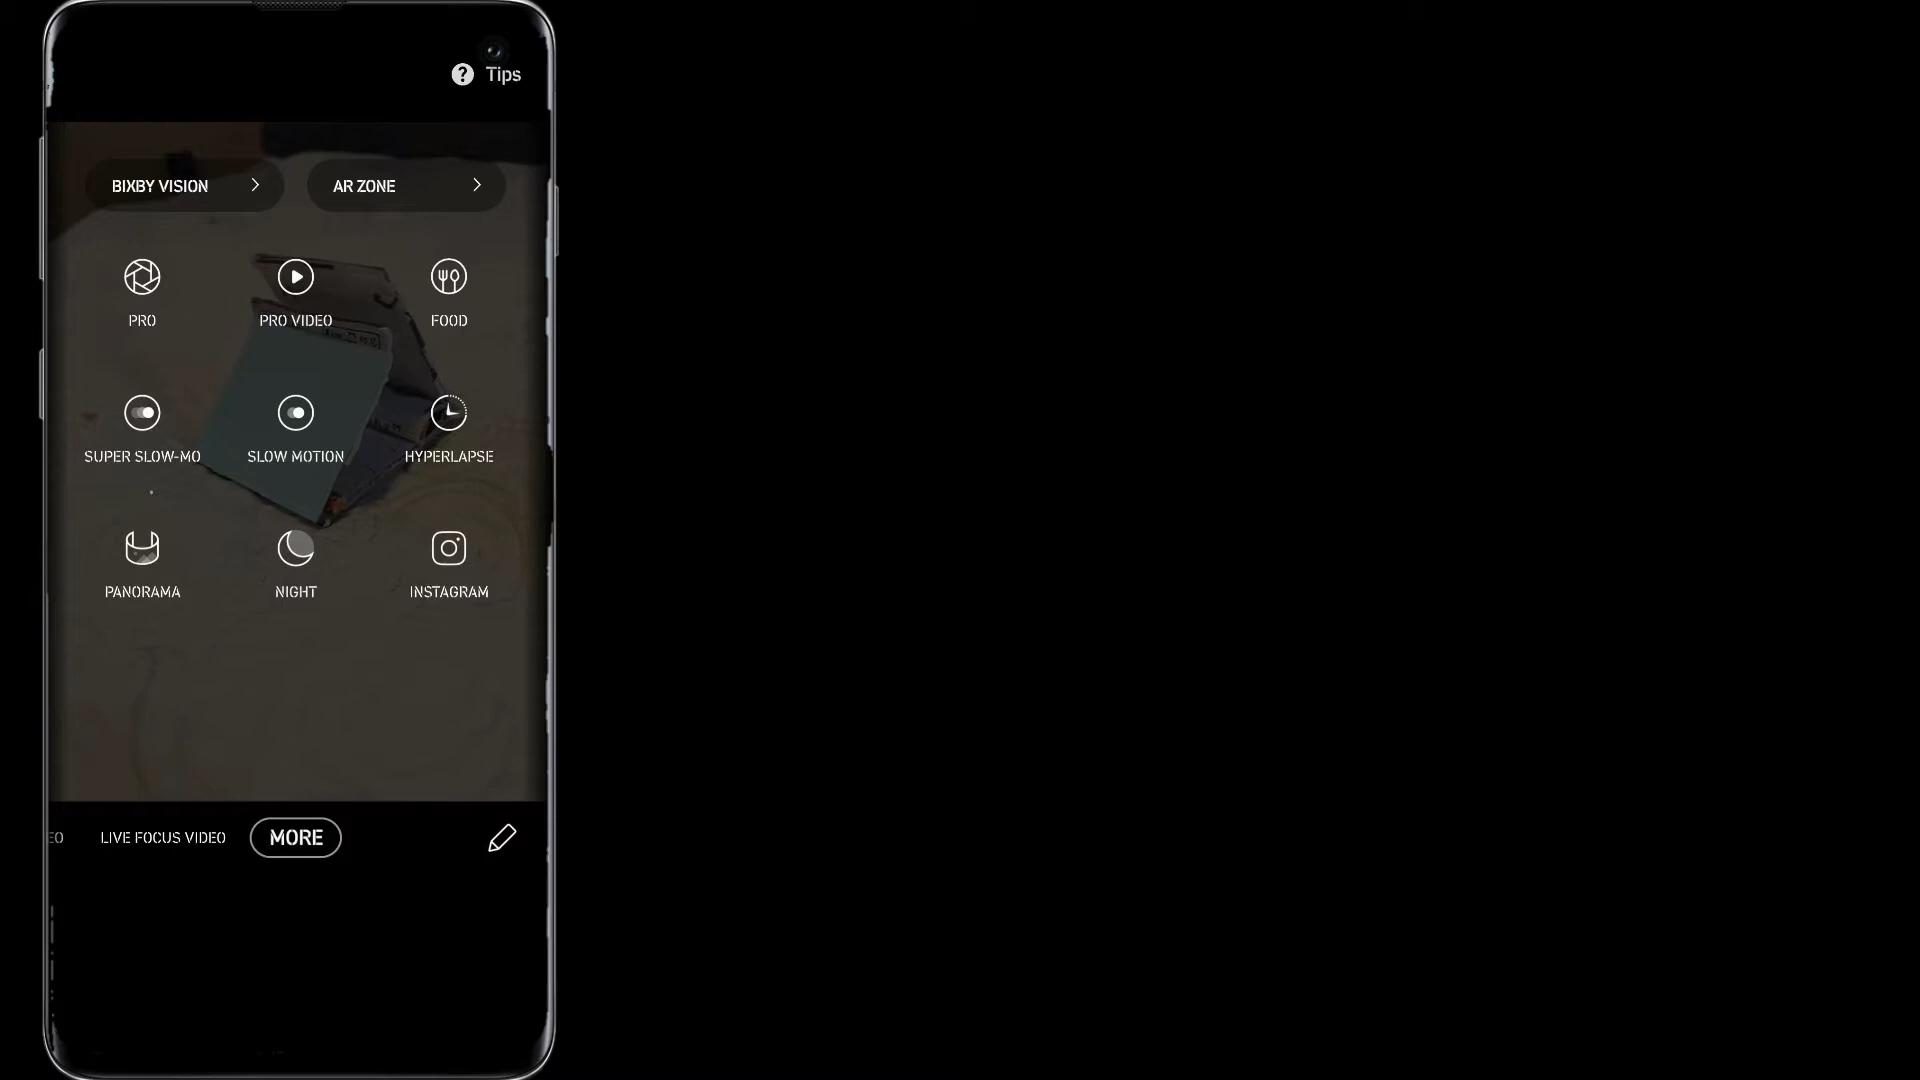 Tips
BIXBY VISION
AR ZONE
PRO
PRO VIDEO
FOOD
SUPER SLOW-MO
SLOW MOTION
HYPERLAPSE
PANORAMA
NIGHT
INSTAGRAM
EO
LIVE FOCUS VIDEO
MORE